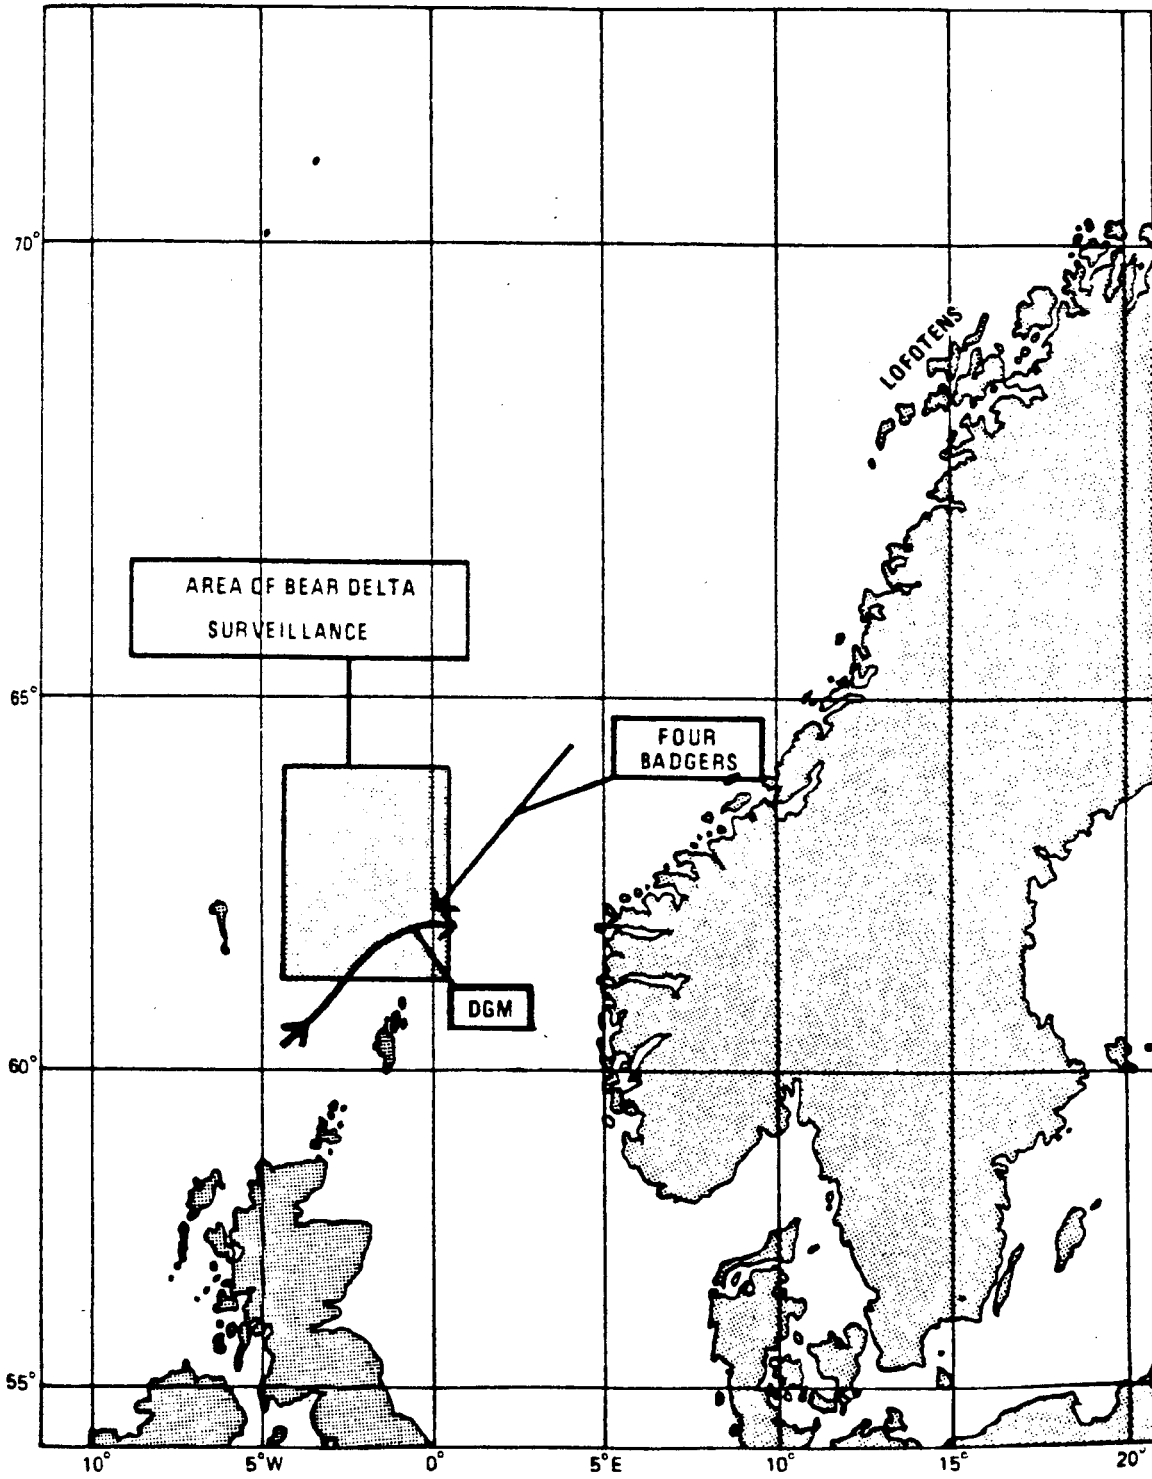 70°
LOFOTENS
AREA OF BEAR DELTA
SURVEILLANCE
65°
FOUR
BADGERS
DGM
60°
55°
10° 5°W 0° 5°E 10° 15° 20°